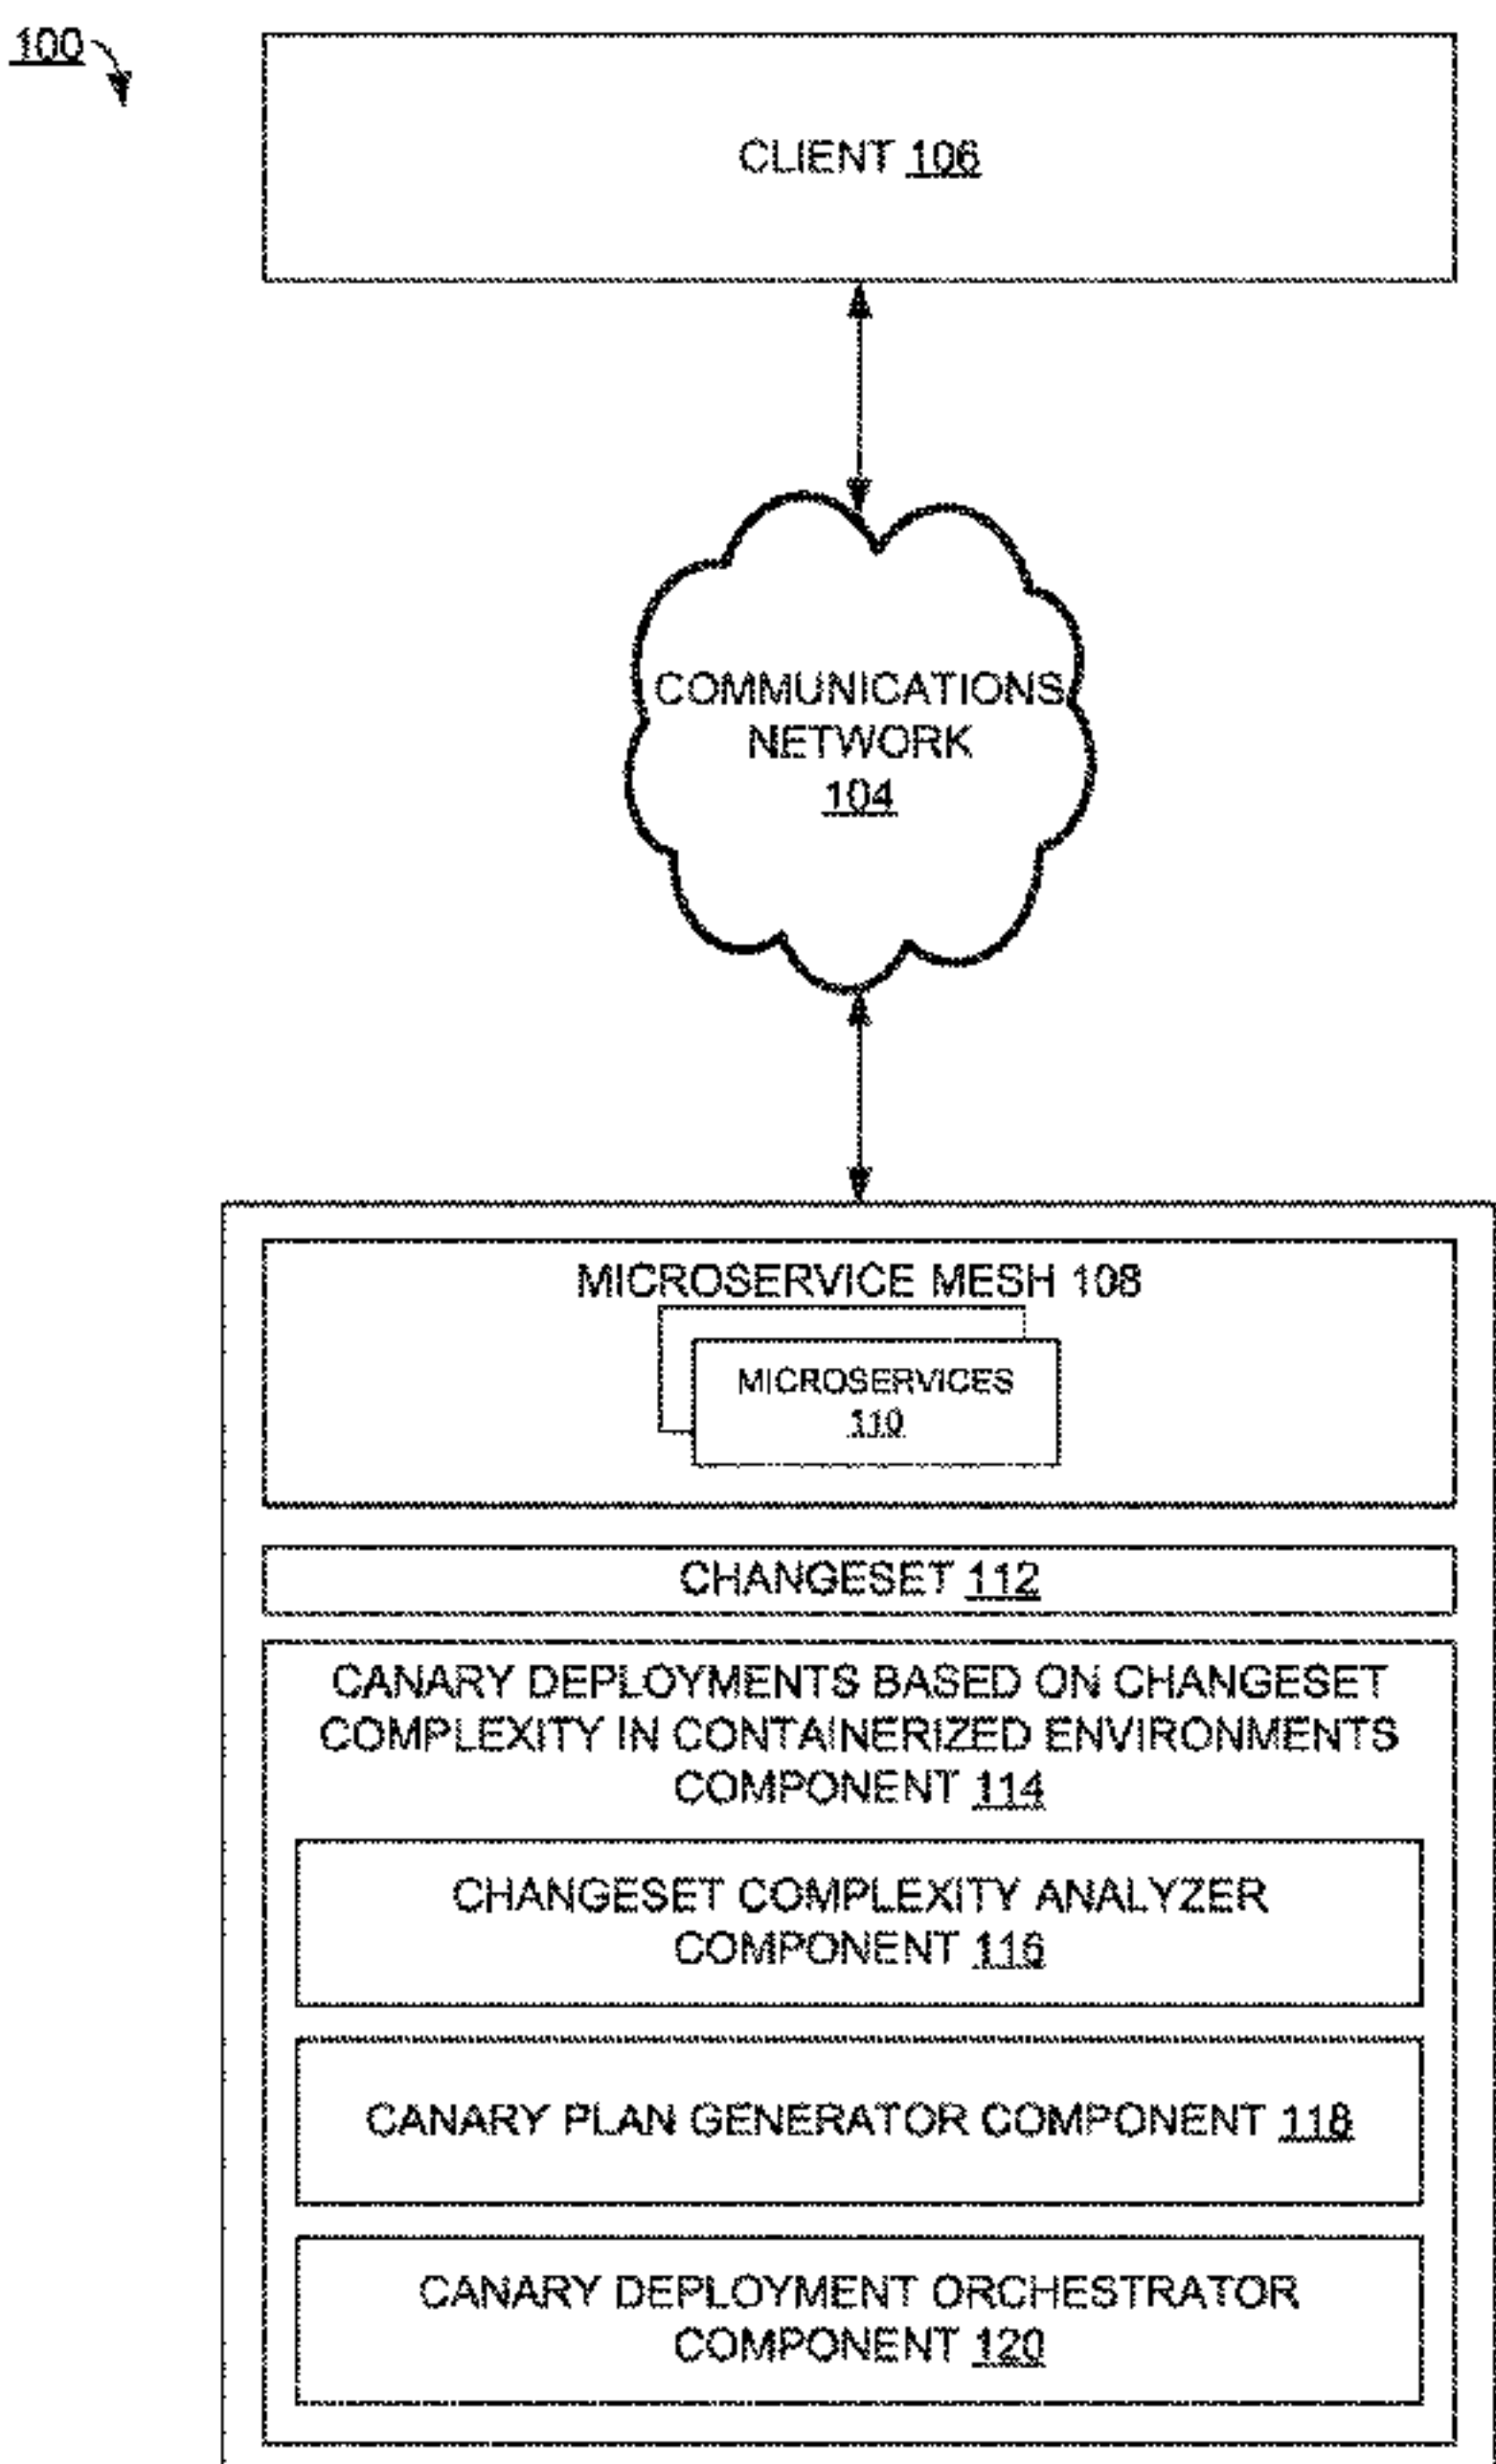 100
CLIENT 106
COMMUNICATIONS
NETWORK
104
MICROSERVICE MESH 108
MICROSERVICES
110
CHANGESET 112
CANARY DEPLOYMENTS BASED ON CHANGESET
COMPLEXITY IN CONTAINERIZED ENVIRONMENTS
COMPONENT 114
CHANGESET COMPLEXITY ANALYZER
COMPONENT 116
CANARY PLAN GENERATOR COMPONENT 118
CANARY DEPLOYMENT ORCHESTRATOR
COMPONENT 120